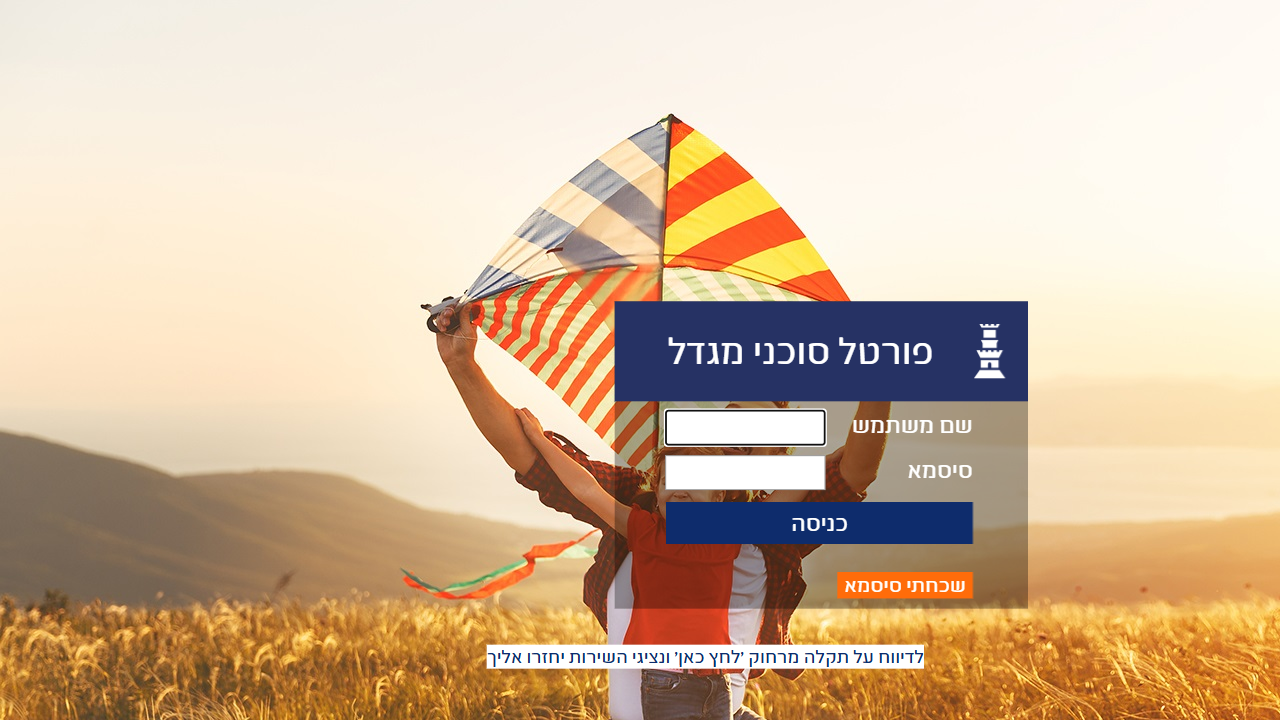 פורטל סוכני מגדל
שם משתמש
סיסמא
כניסה
שכחתי סיסמא
לדיווח על תקלה מרחוק 'לחץ כאן' ונציגי השירות יחזרו אליך